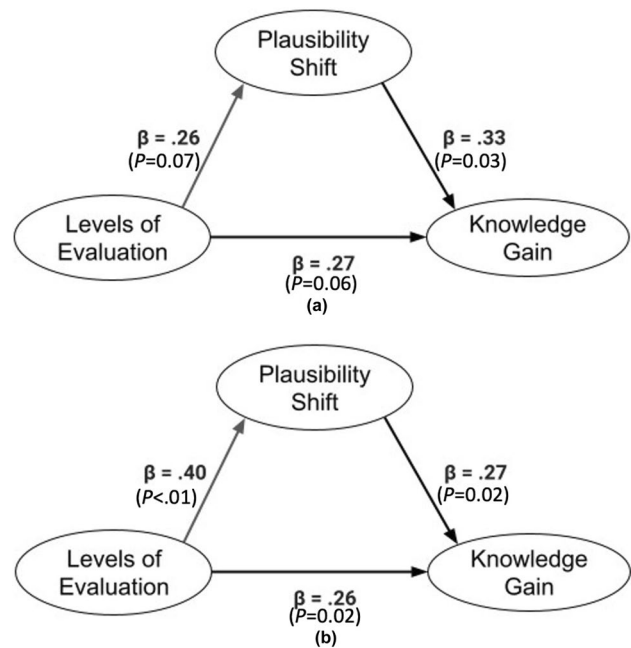 Plausibility
Shift
β = .26
(P=0.07)
β = .33
(P=0.03)
Levels of
Evaluation
Knowledge
Gain
β = .27
(P=0.06)
(a)
Plausibility
Shift
β = .40
(P<.01)
β = .27
(P=0.02)
Levels of
Evaluation
Knowledge
Gain
β = .26
(P=0.02)
(b)